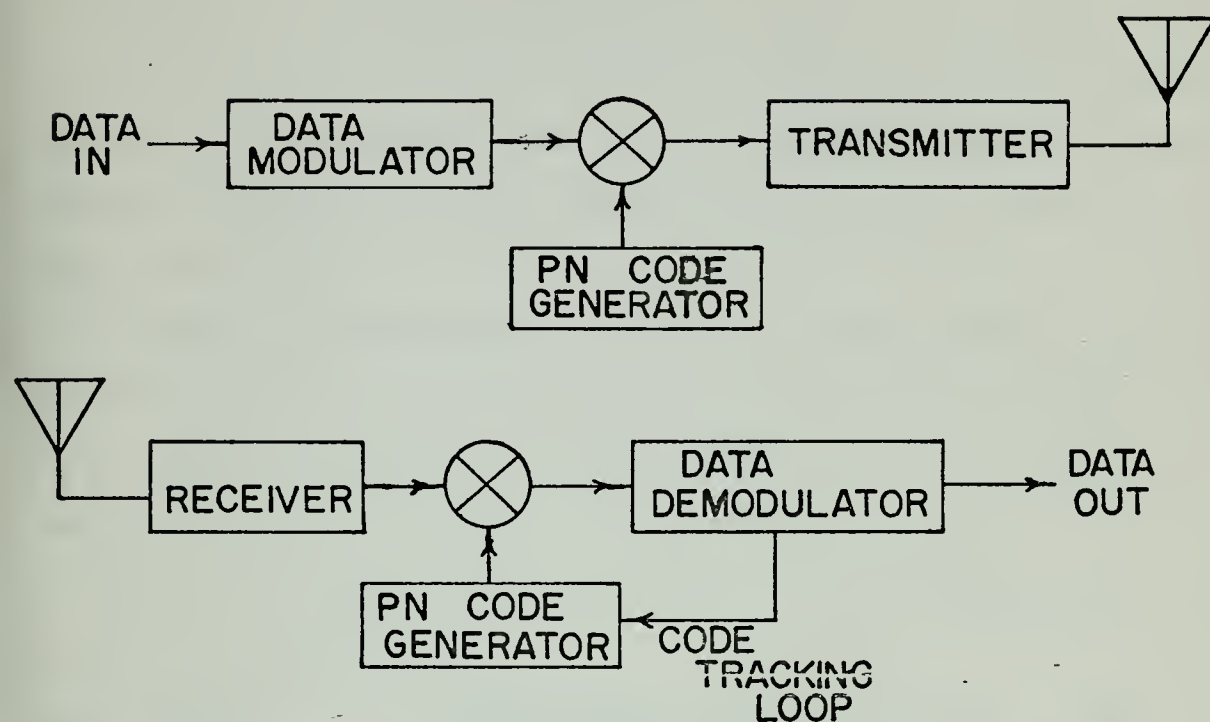 DATA
IN
DATA
MODULATOR
TRANSMITTER
PN CODE
GENERATOR
RECEIVER
DATA
DEMODULATOR
DATA
OUT
PN CODE
GENERATOR
CODE
TRACKING
LOOP